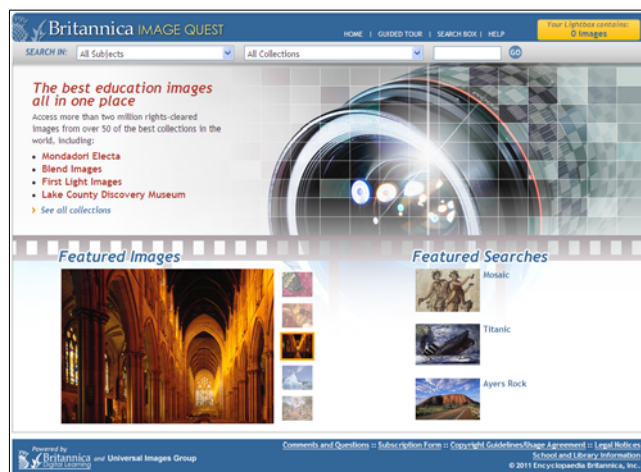 Britannica IMAGE QUEST
HOME | GUIDED TOUR | SEARCH BOX | HELP
Your Lightbox contains:
0 Images
SEARCH IN: All Subjects All Collections GO
The best education images
all in one place
Access more than two million rights-cleared
images from over 50 of the best collections in the
world, including:
Mondadori Electa
Blend Images
First Light Images
Lake County Discovery Museum
See all collections
Featured Images
Featured Searches
Mosaic
Titanic
Ayers Rock
Powered by
Britannica and Universal Images Group
Digital Learning
Comments and Questions :: Subscription Form :: Copyright Guidelines/Usage Agreement :: Legal Notices
School and Library Information
© 2011 Encyclopaedia Britannica, Inc.